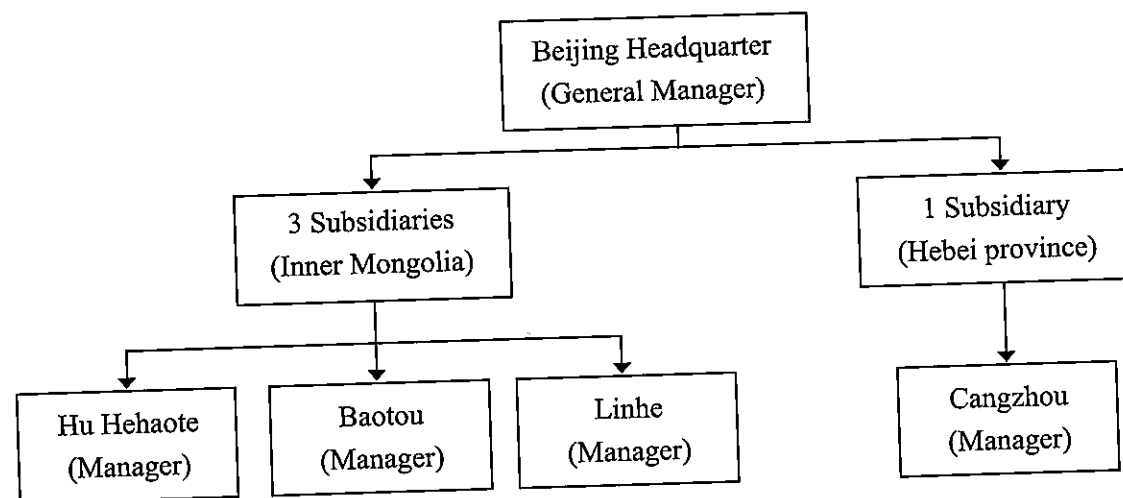 Beijing Headquarter
(General Manager)
3 Subsidiaries
(Inner Mongolia)
1 Subsidiary
(Hebei province)
Hu Hehaote
(Manager)
Baotou
(Manager)
Linhe
(Manager)
Cangzhou
(Manager)